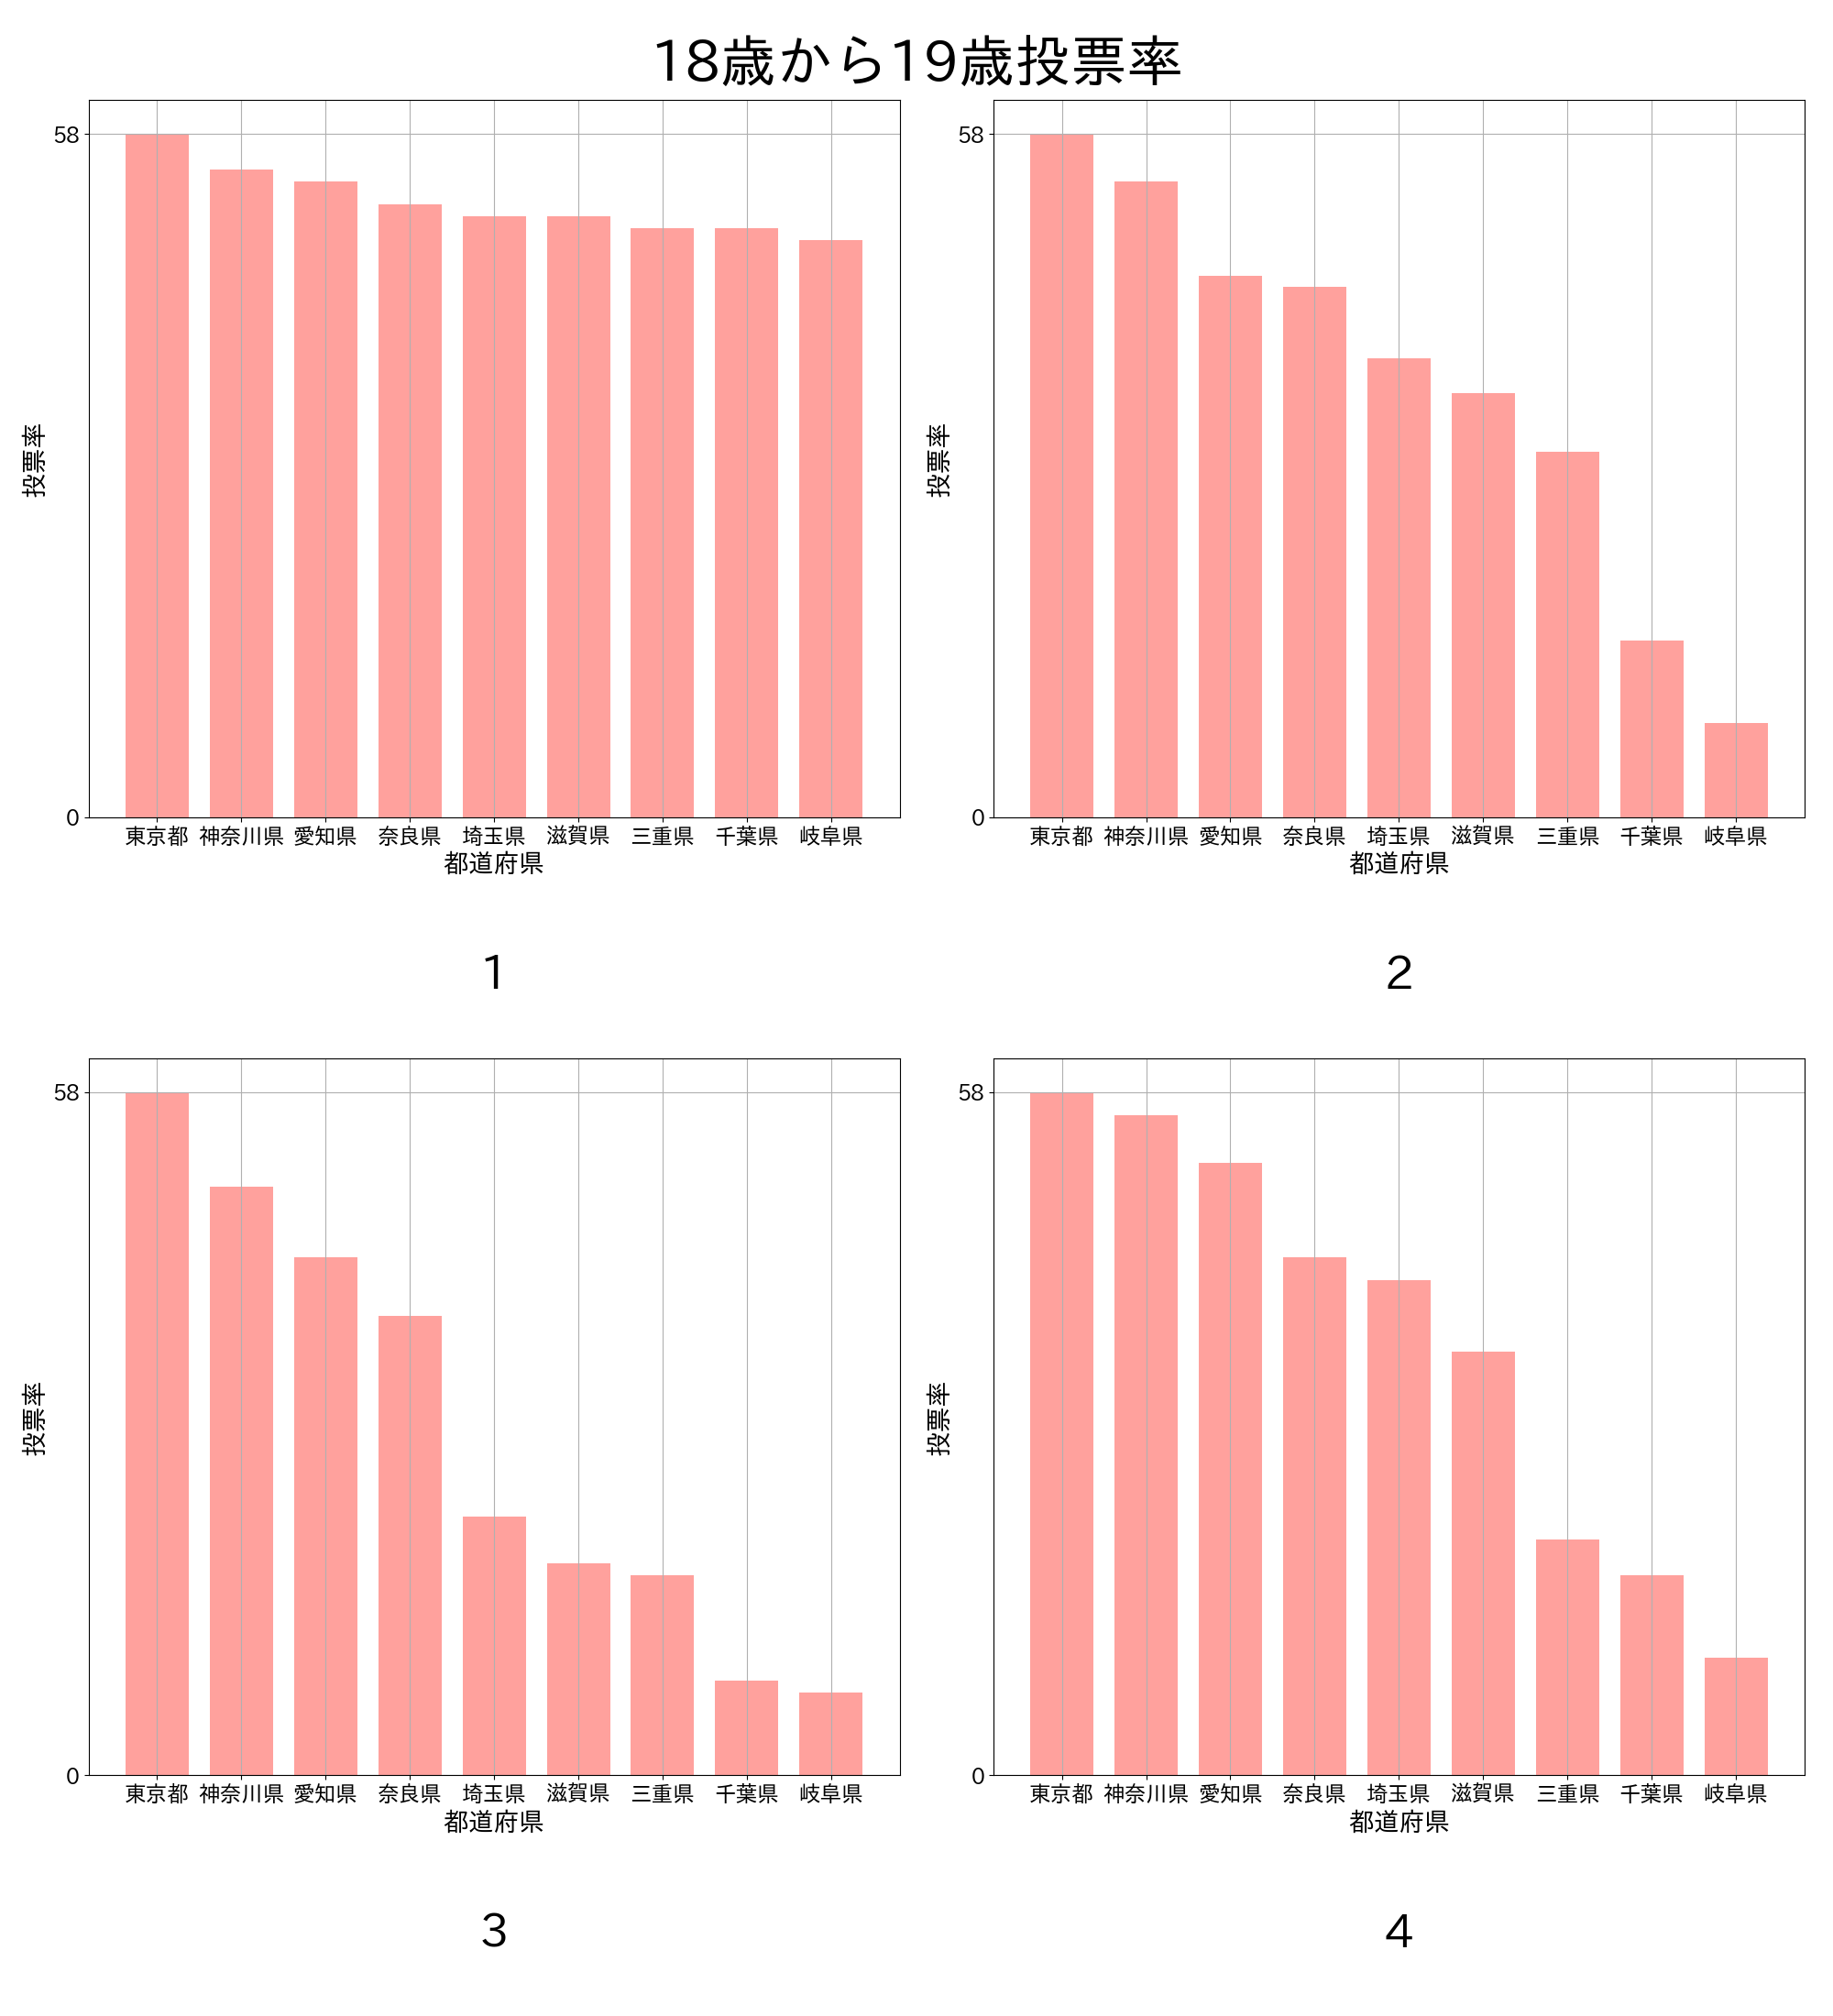 18歳から19歳投票率
58
0
投票率
東京都 神奈川県 愛知県 奈良県 埼玉県 滋賀県 三重県 千葉県 岐阜県
都道府県
1
58
0
投票率
東京都 神奈川県 愛知県 奈良県 埼玉県 滋賀県 三重県 千葉県 岐阜県
都道府県
2
58
0
投票率
東京都 神奈川県 愛知県 奈良県 埼玉県 滋賀県 三重県 千葉県 岐阜県
都道府県
3
58
0
投票率
東京都 神奈川県 愛知県 奈良県 埼玉県 滋賀県 三重県 千葉県 岐阜県
都道府県
4